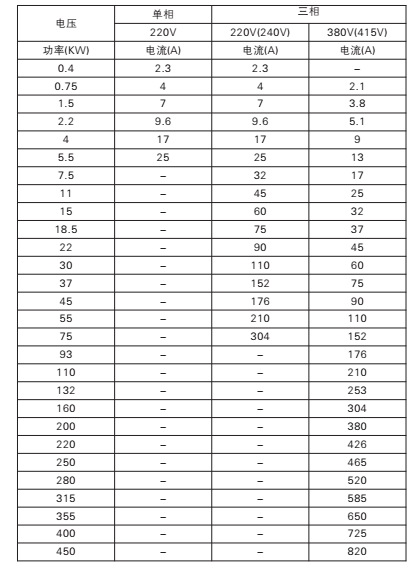 电压 单相 三相
220V 220V(240V) 380V(415V)
功率(KW) 电流(A) 电流(A) 电流(A)
0.4 2.3 2.3 –
0.75 4 4 2.1
1.5 7 7 3.8
2.2 9.6 9.6 5.1
4 17 17 9
5.5 25 25 13
7.5 – 32 17
11 – 45 25
15 – 60 32
18.5 – 75 37
22 – 90 45
30 – 110 60
37 – 152 75
45 – 176 90
55 – 210 110
75 – 304 152
93 – – 176
110 – – 210
132 – – 253
160 – – 304
200 – – 380
220 – – 426
250 – – 465
280 – – 520
315 – – 585
355 – – 650
400 – – 725
450 – – 820